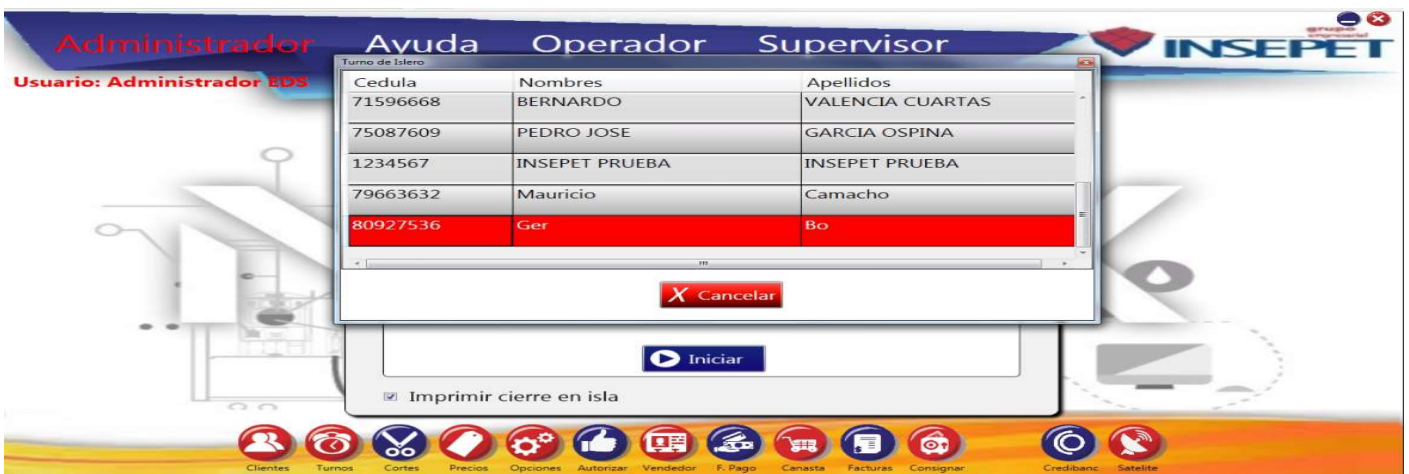 Administrador Ayuda Operador Supervisor
grupo
empresarial
INSEPET
Usuario: Administrador EDS
Turno de Islero
Cedula Nombres Apellidos
71596668 BERNARDO VALENCIA CUARTAS
75087609 PEDRO JOSE GARCIA OSPINA
1234567 INSEPET PRUEBA INSEPET PRUEBA
79663632 Mauricio Camacho
80927536 Ger Bo
X Cancelar
Iniciar
Imprimir cierre en isla
Clientes Turnos Cortes Precios Opciones Autorizar Vendedor F. Pago Canasta Facturas Consignar Credibanc Satelite